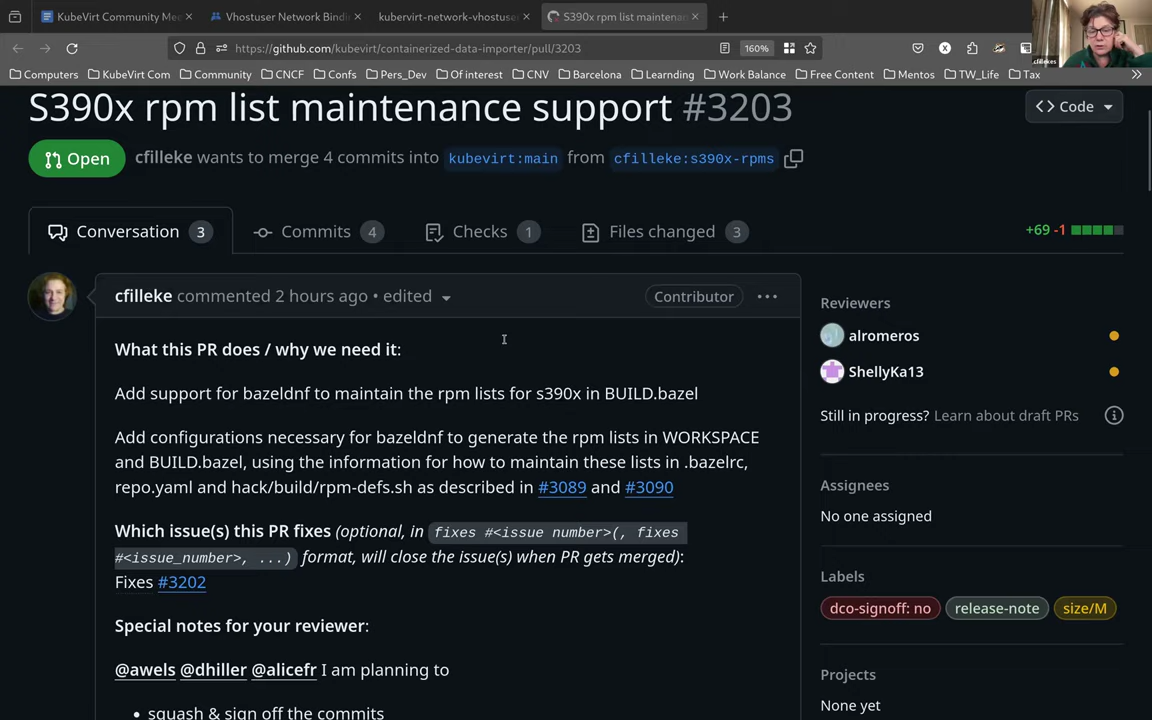 KubeVirt Community Mee
Vhostuser Network Bindi
kubervirt-network-vhostuse
S390x rpm list maintenan
https://github.com/kubevirt/containerized-data-importer/pull/3203
160%
.cfillekes
Computers
KubeVirt Com
Community
CNCF
Confs
Pers_Dev
Of interest
CNV
Barcelona
Leanding
Work Balance
Free Content
Mentos
TW_Life
Tax
S390x rpm list maintenance support #3203
Code
Open
cfilleke wants to merge 4 commits into kubevirt:main from cfilleke:s390x-rpms
Conversation 3
Commits 4
Checks 1
Files changed 3
+69 -1
cfilleke commented 2 hours ago • edited
Contributor
What this PR does / why we need it:
Add support for bazeldnf to maintain the rpm lists for s390x in BUILD.bazel
Add configurations necessary for bazeldnf to generate the rpm lists in WORKSPACE
and BUILD.bazel, using the information for how to maintain these lists in .bazelrc,
repo.yaml and hack/build/rpm-defs.sh as described in #3089 and #3090
Which issue(s) this PR fixes (optional, in fixes #<issue number>(, fixes
#<issue_number>, ...) format, will close the issue(s) when PR gets merged):
Fixes #3202
Special notes for your reviewer:
@awels @dhiller @alicefr I am planning to
• squash & sign off the commits
Reviewers
alromeros
ShellyKa13
Still in progress? Learn about draft PRs
Assignees
No one assigned
Labels
dco-signoff: no
release-note
size/M
Projects
None yet